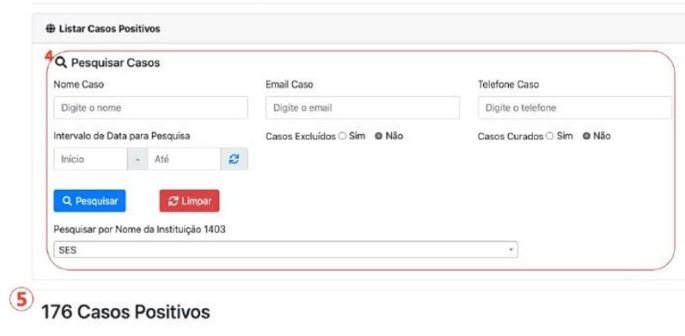 Listar Casos Positivos
4 Pesquisar Casos
Nome Caso Email Caso Telefone Caso
Digite o nome Digite o email Digite o telefone
Intervalo de Data para Pesquisa Casos Excluídos Sim Não Casos Curados Sim Não
Início - Até
Pesquisar Limpar
Pesquisar por Nome da Instituição 1403
SES
5
176 Casos Positivos